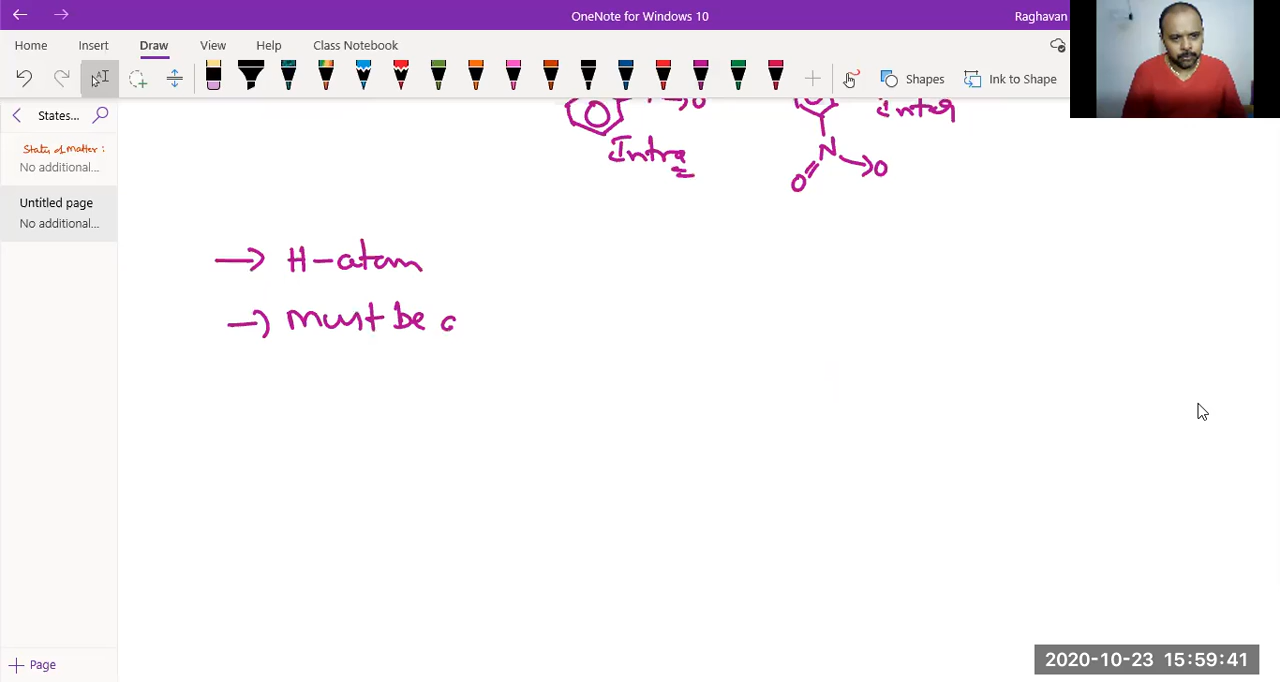 OneNote for Windows 10
Raghavan
Home Insert Draw View Help Class Notebook
Shapes
Ink to Shape
States...
States of Matter :
No additional...
Untitled page
No additional...
O
Inter
Intra
N
O
O
→ H-atom
→ Must be c
Page
2020-10-23 15:59:41